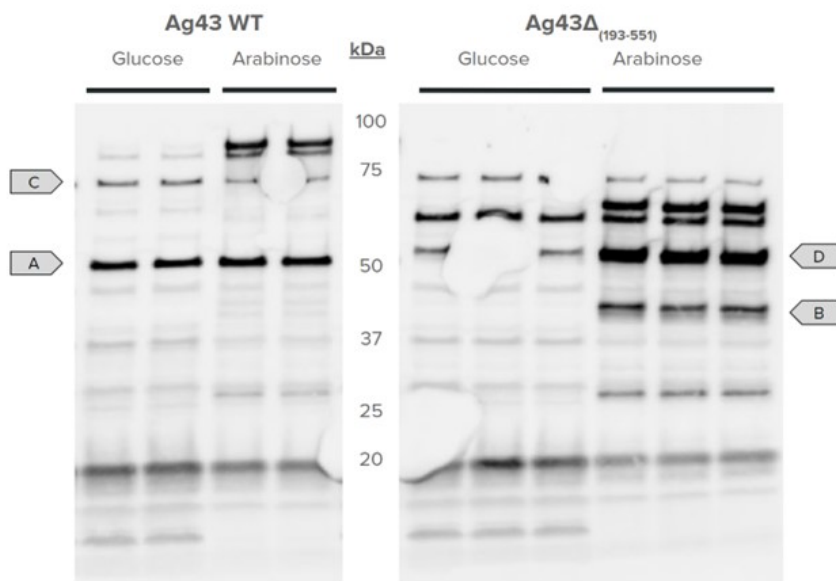 Ag43 WT
Ag43Δ(193-551)
Glucose
Arabinose
kDa
Glucose
Arabinose
100
75
50
37
25
20
C
A
D
B